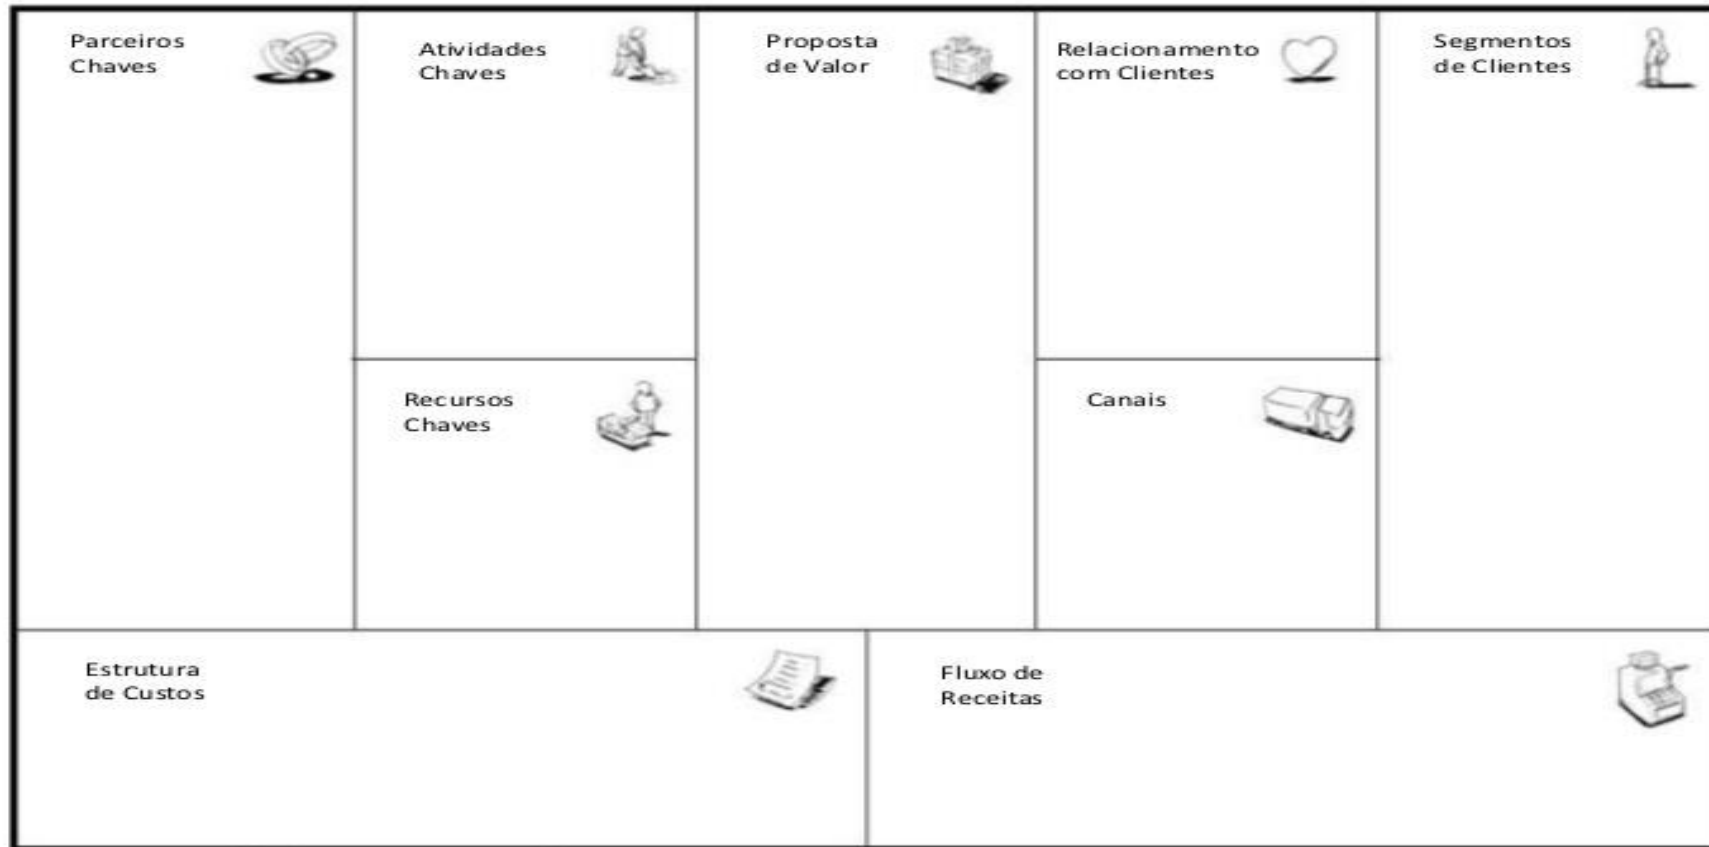 Parceiros
Chaves
Atividades
Chaves
Proposta
de Valor
Relacionamento
com Clientes
Segmentos
de Clientes
Recursos
Chaves
Canais
Estrutura
de Custos
Fluxo de
Receitas